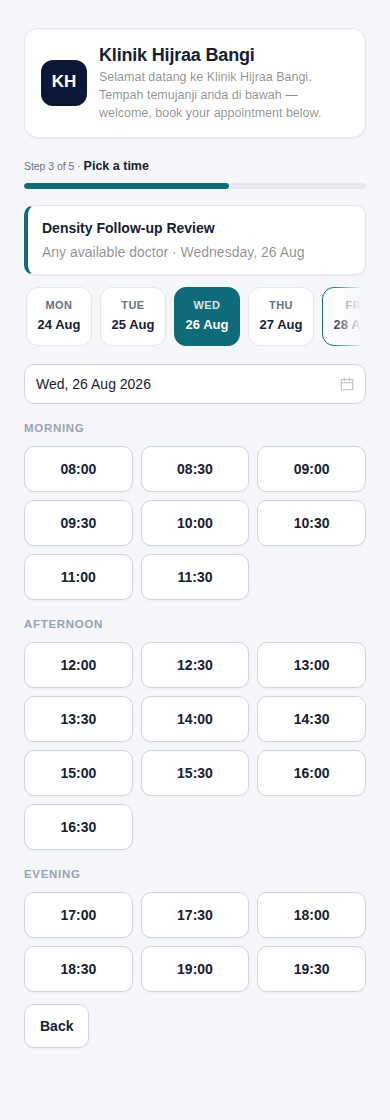 KH
Klinik Hijraa Bangi
Selamat datang ke Klinik Hijraa Bangi.
Tempah temujanji anda di bawah —
welcome, book your appointment below.
Step 3 of 5 · Pick a time
Density Follow-up Review
Any available doctor · Wednesday, 26 Aug
MON TUE WED THU FR
24 Aug 25 Aug 26 Aug 27 Aug 28 A
Wed, 26 Aug 2026
MORNING
08:00 08:30 09:00
09:30 10:00 10:30
11:00 11:30
AFTERNOON
12:00 12:30 13:00
13:30 14:00 14:30
15:00 15:30 16:00
16:30
EVENING
17:00 17:30 18:00
18:30 19:00 19:30
Back